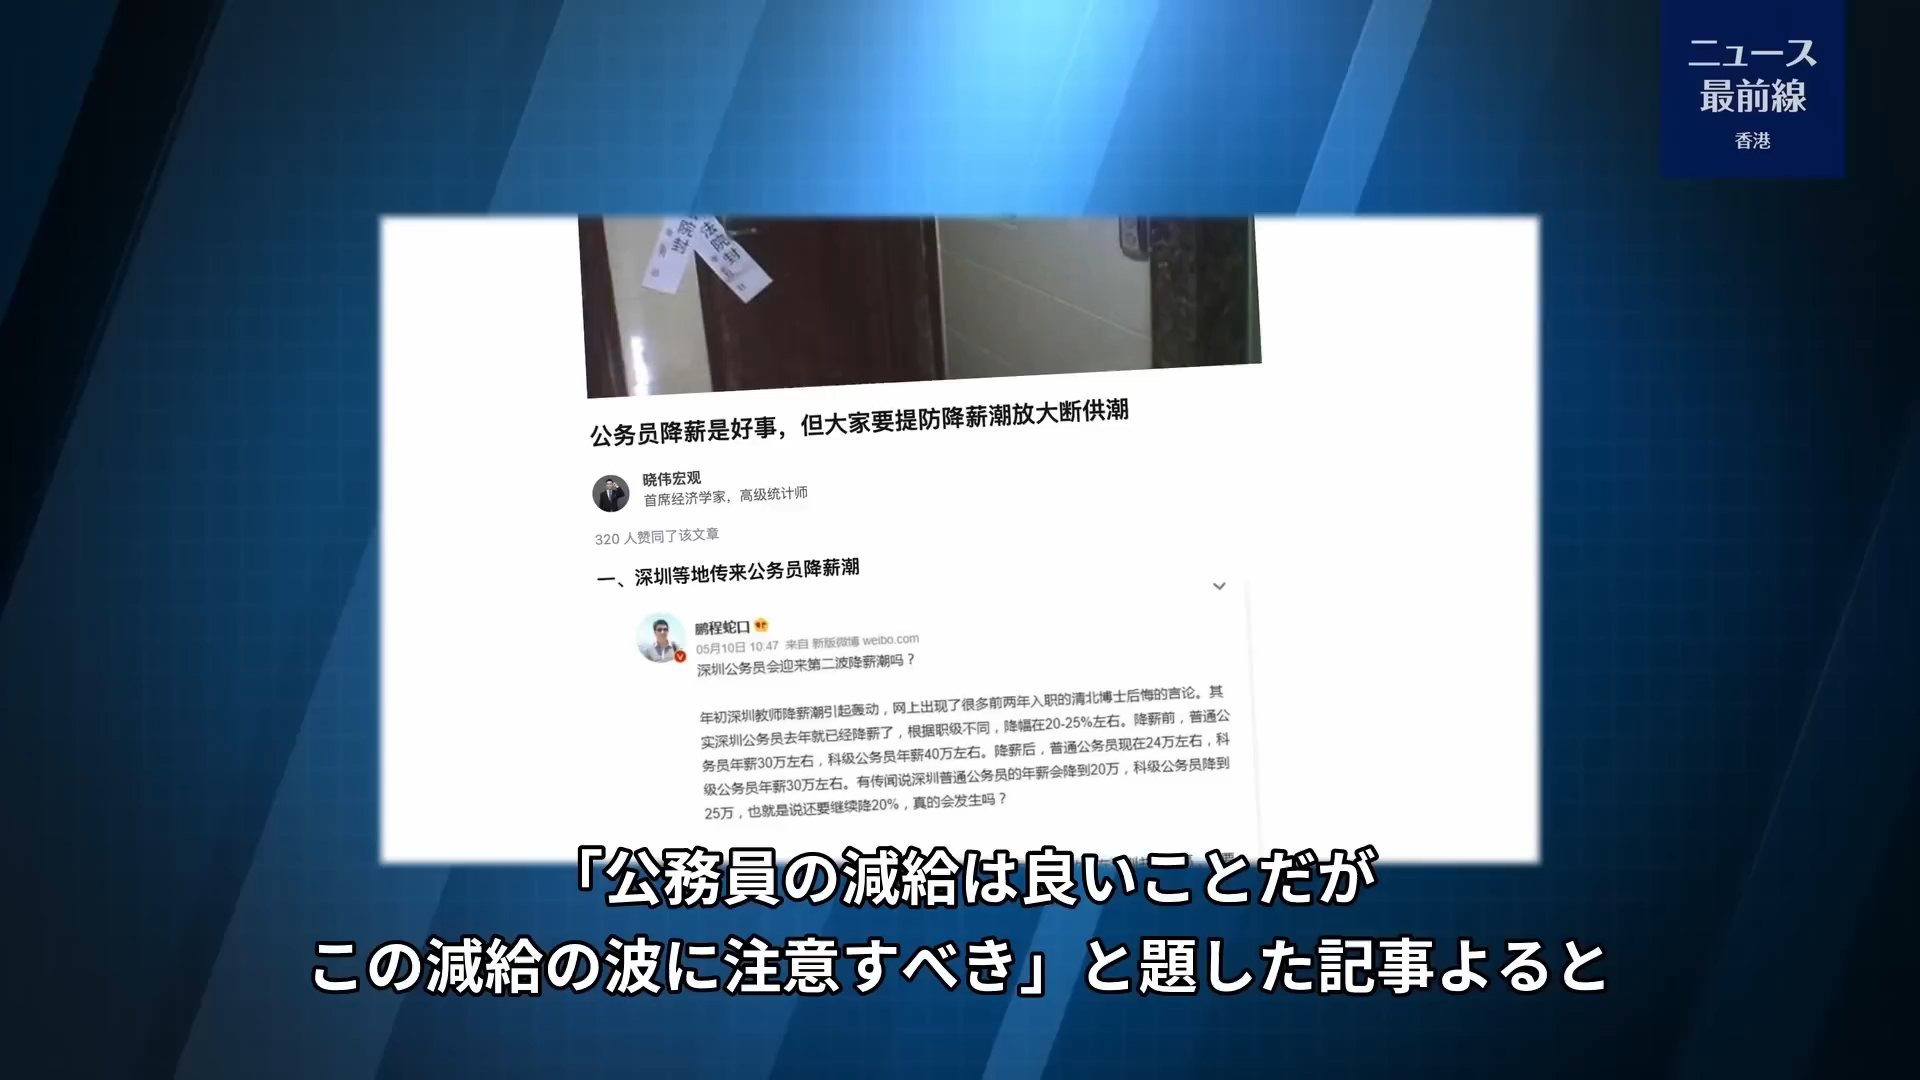 ニュース
最前線
香港
法院封
公务员降薪是好事，但大家要提防降薪潮放大断供潮
晓伟宏观
首席经济学家，高级统计师
320 人赞同了该文章
一、深圳等地传来公务员降薪潮
鹏程蛇口
05月10日 10:47 来自 新版微博 weibo.com
深圳公务员会迎来第二波降薪潮吗？
年初深圳教师降薪潮引起轰动，网上出现了很多前两年入职的清北博士后悔的言论。其
实深圳公务员去年就已经降薪了，根据职级不同，降幅在20-25%左右。降薪前，普通公
务员年薪30万左右，科级公务员年薪40万左右。降薪后，普通公务员现在24万左右，科
级公务员年薪30万左右。有传闻说深圳普通公务员的年薪会降到20万，科级公务员降到
25万，也就是说还要继续降20%，真的会发生吗？
「公務員の減給は良いことだが
この減給の波に注意すべき」と題した記事よると